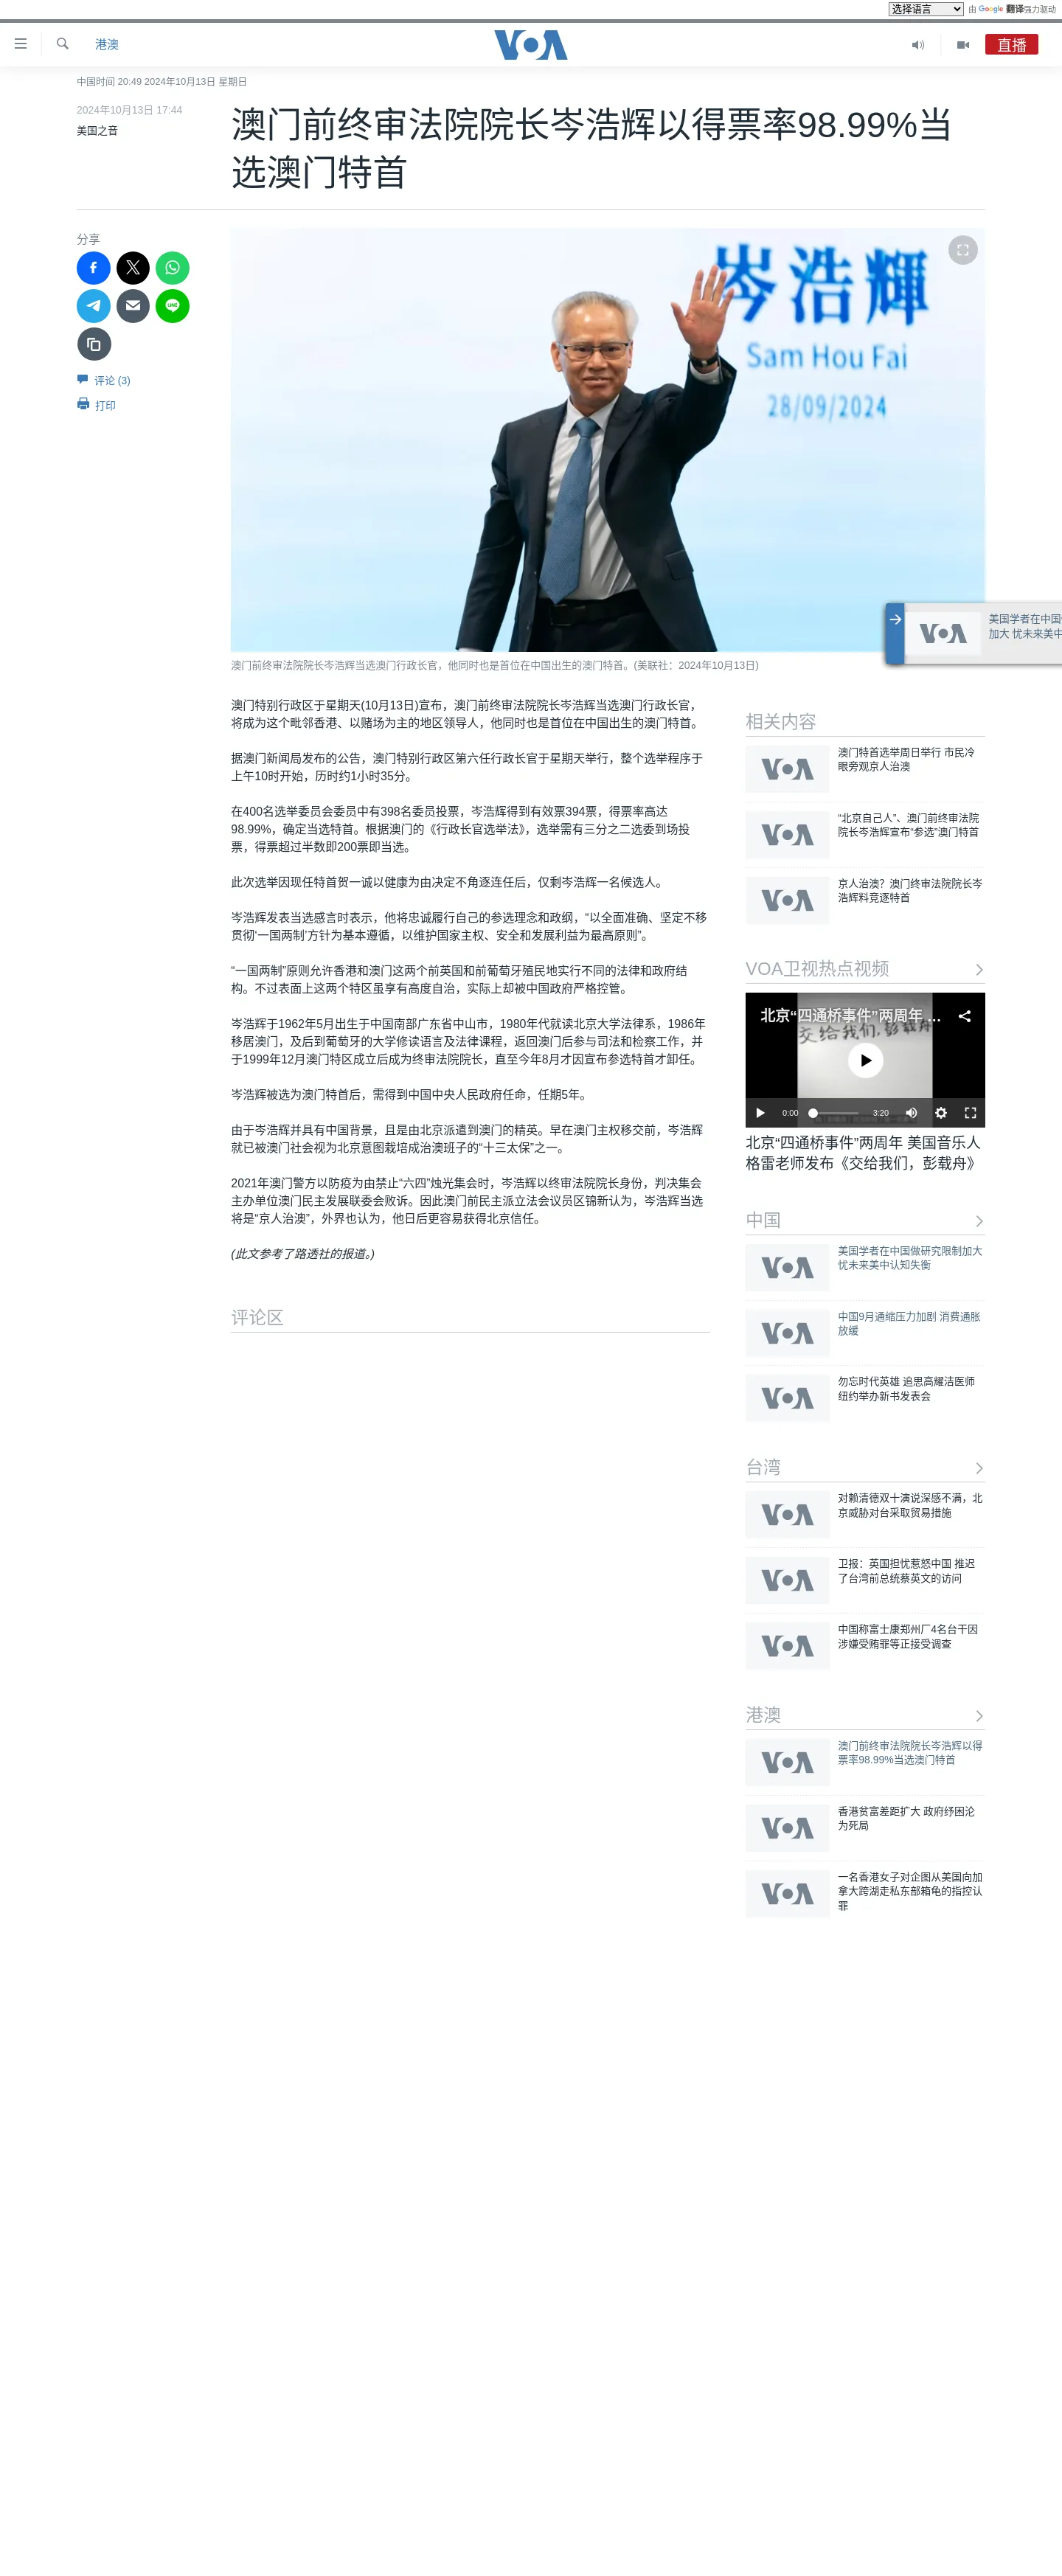 选择语言
由 Google 翻译强力驱动
港澳
VOA
直播
中国时间 20:49 2024年10月13日 星期日
2024年10月13日 17:44
美国之音
澳门前终审法院院长岑浩辉以得票率98.99%当
选澳门特首
分享
评论 (3)
打印
岑浩輝
Sam Hou Fai
28/09/2024
澳门前终审法院院长岑浩辉当选澳门行政长官，他同时也是首位在中国出生的澳门特首。(美联社：2024年10月13日)
VOA
美国学者在中国
加大 忧未来美中
澳门特别行政区于星期天(10月13日)宣布，澳门前终审法院院长岑浩辉当选澳门行政长官，
将成为这个毗邻香港、以赌场为主的地区领导人，他同时也是首位在中国出生的澳门特首。
据澳门新闻局发布的公告，澳门特别行政区第六任行政长官于星期天举行，整个选举程序于
上午10时开始，历时约1小时35分。
在400名选举委员会委员中有398名委员投票，岑浩辉得到有效票394票，得票率高达
98.99%，确定当选特首。根据澳门的《行政长官选举法》，选举需有三分之二选委到场投
票，得票超过半数即200票即当选。
此次选举因现任特首贺一诚以健康为由决定不角逐连任后，仅剩岑浩辉一名候选人。
岑浩辉发表当选感言时表示，他将忠诚履行自己的参选理念和政纲，“以全面准确、坚定不移
贯彻‘一国两制’方针为基本遵循，以维护国家主权、安全和发展利益为最高原则”。
“一国两制”原则允许香港和澳门这两个前英国和前葡萄牙殖民地实行不同的法律和政府结
构。不过表面上这两个特区虽享有高度自治，实际上却被中国政府严格控管。
岑浩辉于1962年5月出生于中国南部广东省中山市，1980年代就读北京大学法律系，1986年
移居澳门，及后到葡萄牙的大学修读语言及法律课程，返回澳门后参与司法和检察工作，并
于1999年12月澳门特区成立后成为终审法院院长，直至今年8月才因宣布参选特首才卸任。
岑浩辉被选为澳门特首后，需得到中国中央人民政府任命，任期5年。
由于岑浩辉并具有中国背景，且是由北京派遣到澳门的精英。早在澳门主权移交前，岑浩辉
就已被澳门社会视为北京意图栽培成治澳班子的“十三太保”之一。
2021年澳门警方以防疫为由禁止“六四”烛光集会时，岑浩辉以终审法院院长身份，判决集会
主办单位澳门民主发展联委会败诉。因此澳门前民主派立法会议员区锦新认为，岑浩辉当选
将是“京人治澳”，外界也认为，他日后更容易获得北京信任。
(此文参考了路透社的报道。)
评论区
相关内容
VOA
澳门特首选举周日举行 市民冷
眼旁观京人治澳
VOA
“北京自己人”、澳门前终审法院
院长岑浩辉宣布“参选”澳门特首
VOA
京人治澳？澳门终审法院院长岑
浩辉料竞逐特首
VOA卫视热点视频
北京“四通桥事件”两周年 ...
交给我们，彭载舟
0:00
3:20
北京“四通桥事件”两周年 美国音乐人
格雷老师发布《交给我们，彭载舟》
中国
VOA
美国学者在中国做研究限制加大
忧未来美中认知失衡
VOA
中国9月通缩压力加剧 消费通胀
放缓
VOA
勿忘时代英雄 追思高耀洁医师
纽约举办新书发表会
台湾
VOA
对赖清德双十演说深感不满，北
京威胁对台采取贸易措施
VOA
卫报：英国担忧惹怒中国 推迟
了台湾前总统蔡英文的访问
VOA
中国称富士康郑州厂4名台干因
涉嫌受贿罪等正接受调查
港澳
VOA
澳门前终审法院院长岑浩辉以得
票率98.99%当选澳门特首
VOA
香港贫富差距扩大 政府纾困沦
为死局
VOA
一名香港女子对企图从美国向加
拿大跨湖走私东部箱龟的指控认
罪